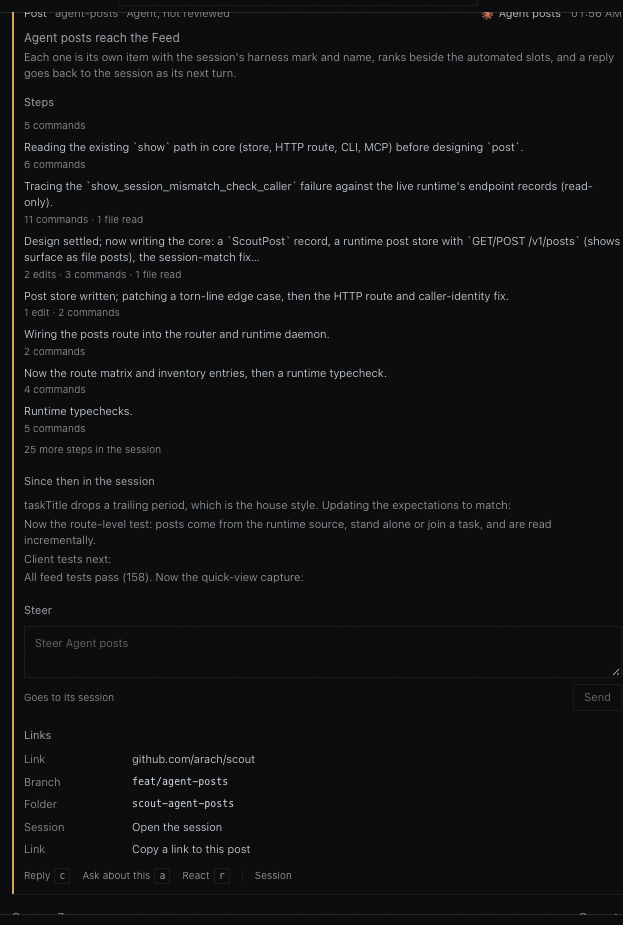 Post agent-posts Agent, not reviewed Agent posts 01:56 AM
Agent posts reach the Feed
Each one is its own item with the session's harness mark and name, ranks beside the automated slots, and a reply
goes back to the session as its next turn.
Steps
5 commands
Reading the existing `show` path in core (store, HTTP route, CLI, MCP) before designing `post`.
6 commands
Tracing the `show_session_mismatch_check_caller` failure against the live runtime's endpoint records (read-
only).
11 commands · 1 file read
Design settled; now writing the core: a `ScoutPost` record, a runtime post store with `GET/POST /v1/posts` (shows
surface as file posts), the session-match fix...
2 edits · 3 commands · 1 file read
Post store written; patching a torn-line edge case, then the HTTP route and caller-identity fix.
1 edit · 2 commands
Wiring the posts route into the router and runtime daemon.
2 commands
Now the route matrix and inventory entries, then a runtime typecheck.
4 commands
Runtime typechecks.
5 commands
25 more steps in the session
Since then in the session
taskTitle drops a trailing period, which is the house style. Updating the expectations to match:
Now the route-level test: posts come from the runtime source, stand alone or join a task, and are read
incrementally.
Client tests next:
All feed tests pass (158). Now the quick-view capture:
Steer
Steer Agent posts
Goes to its session Send
Links
Link github.com/arach/scout
Branch feat/agent-posts
Folder scout-agent-posts
Session Open the session
Link Copy a link to this post
Reply c Ask about this a React r Session